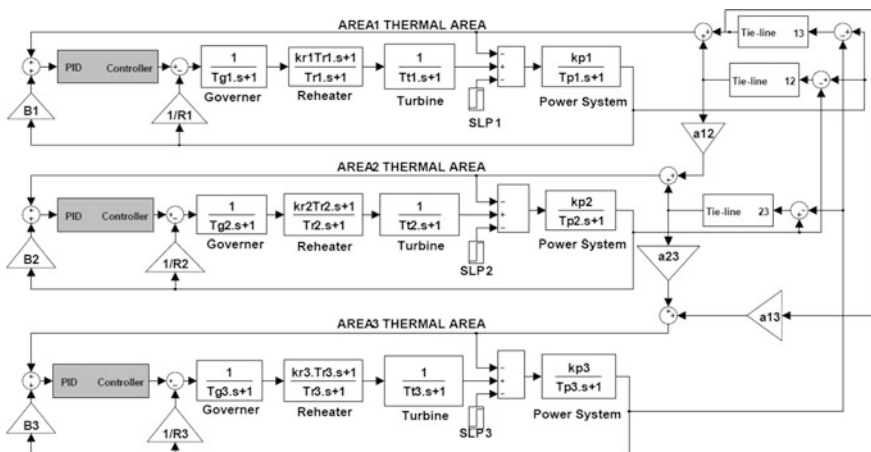 AREA1 THERMAL AREA
Tie-line 13
PID Controller
1
Tg1.s+1
Governer
kr1Tr1.s+1
Tr1.s+1
Reheater
1
Tt1.s+1
Turbine
SLP1
kp1
Tp1.s+1
Power System
Tie-line 12
B1
1/R1
a12
AREA2 THERMAL AREA
PID Controller
1
Tg2.s+1
Governer
kr2Tr2.s+1
Tr2.s+1
Reheater
1
Tt2.s+1
Turbine
SLP2
kp2
Tp2.s+1
Power System
Tie-line 23
B2
1/R2
a23
a13
AREA3 THERMAL AREA
PID Controller
1
Tg3.s+1
Governer
kr3.Tr3.s+1
Tr3.s+1
Reheater
1
Tt3.s+1
Turbine
SLP3
kp3
Tp3.s+1
Power System
B3
1/R3